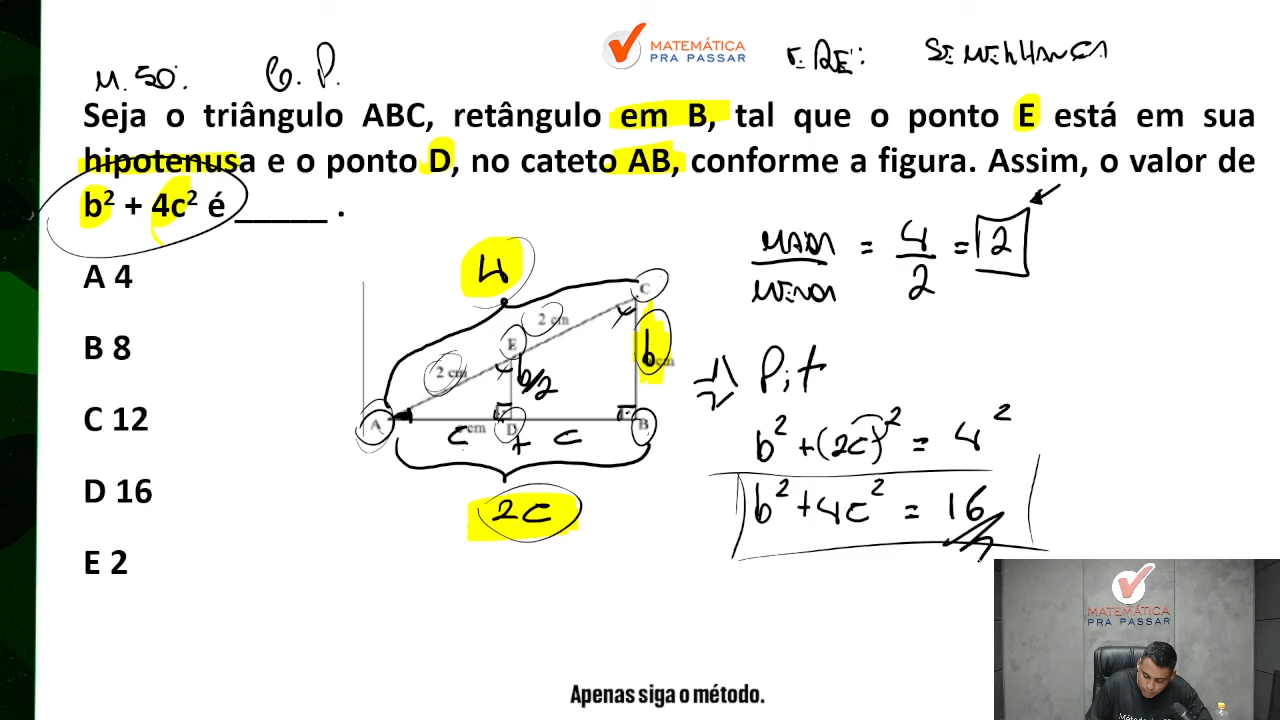 MATEMÁTICA
PRA PASSAR
M. 50: G. P. SEMELHANÇA
Seja o triângulo ABC, retângulo em B, tal que o ponto E está em sua
hipotenusa e o ponto D, no cateto AB, conforme a figura. Assim, o valor de
b² + 4c² é _____ .
A 4
B 8
C 12
D 16
E 2
4
C
2 cm
E
b cm
2 cm
b/2
A
c cm
D
+ c
B
2c
MAIOR
MENOR
= 4/2 = 2
⇒ Pit
b² + (2c)² = 4²
b² + 4c² = 16
MATEMÁTICA
PRA PASSAR
Apenas siga o método.